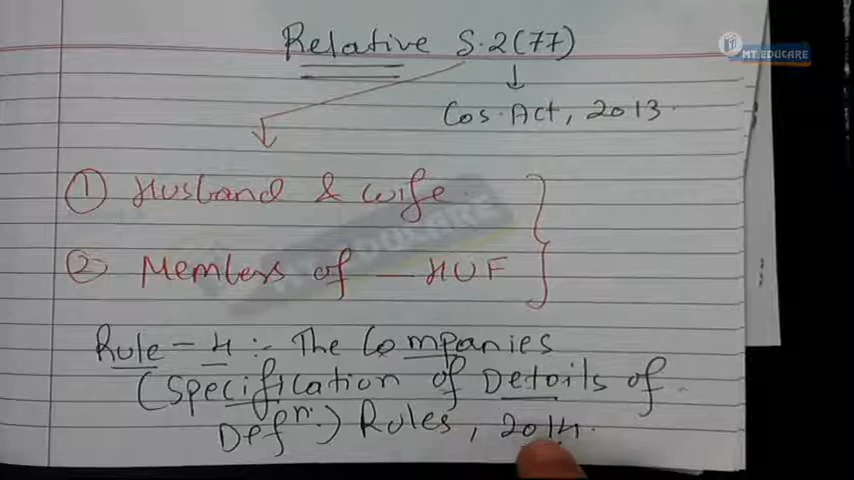 MT EDUCARE
Relative S.2(77)
Cos. Act, 2013.
① Husband & wife.
② Members of — HUF
Rule - 4 :- The Companies
(Specification of Details of
Defn.) Rules, 2014.